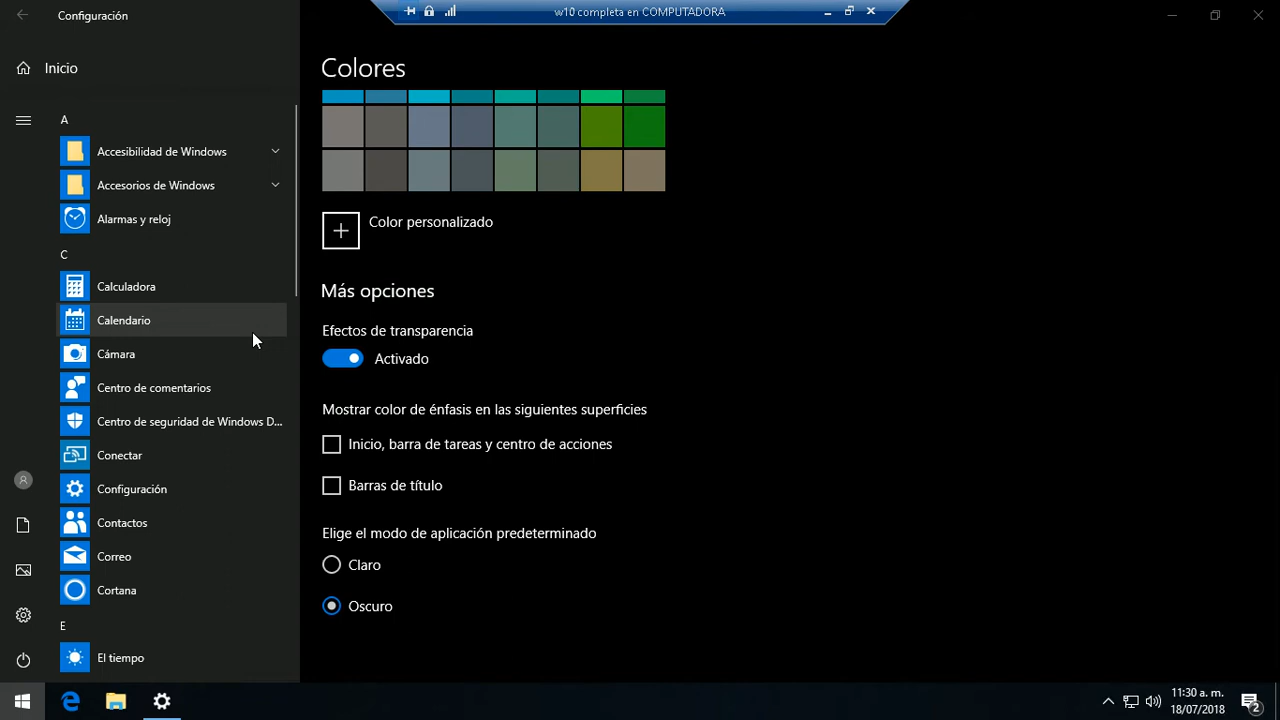 Configuración
w10 completa en COMPUTADORA
Inicio
A
Accesibilidad de Windows
Accesorios de Windows
Alarmas y reloj
C
Calculadora
Calendario
Cámara
Centro de comentarios
Centro de seguridad de Windows D...
Conectar
Configuración
Contactos
Correo
Cortana
E
El tiempo
Colores
Color personalizado
Más opciones
Efectos de transparencia
Activado
Mostrar color de énfasis en las siguientes superficies
Inicio, barra de tareas y centro de acciones
Barras de título
Elige el modo de aplicación predeterminado
Claro
Oscuro
11:30 a. m.
18/07/2018
2